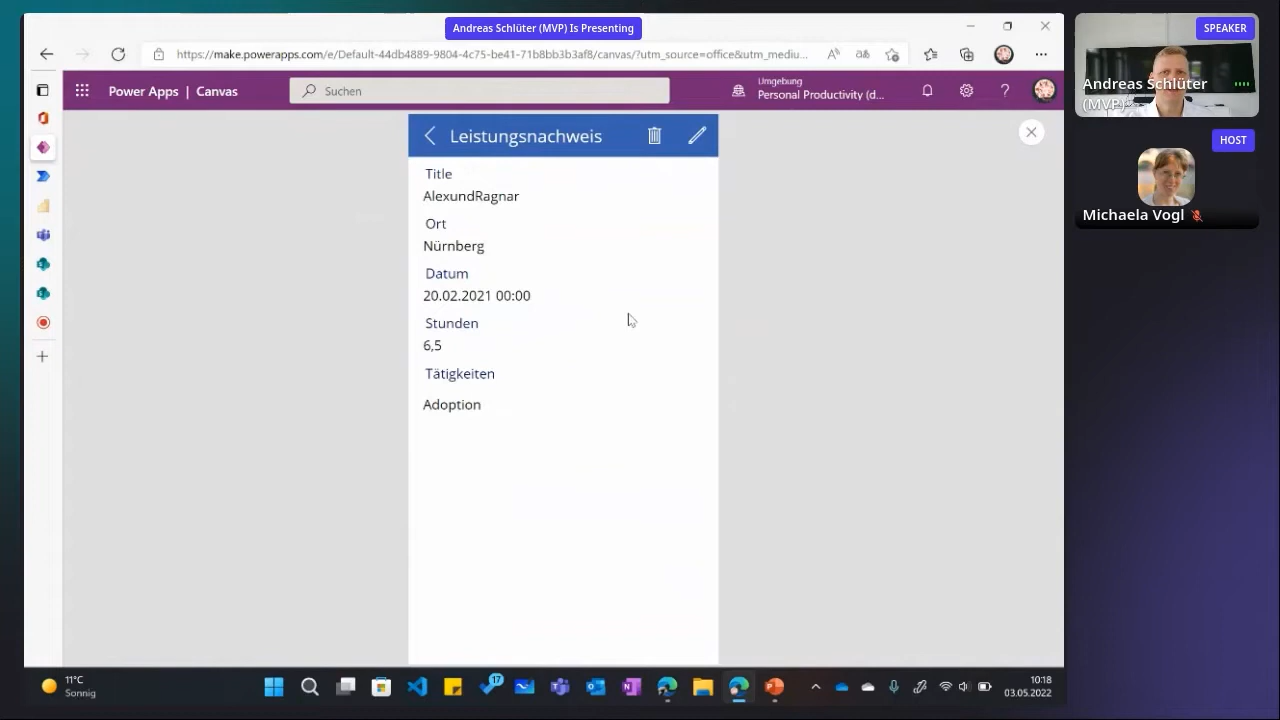 Andreas Schlüter (MVP) Is Presenting
https://make.powerapps.com/e/Default-44db4889-9804-4c75-be41-71b8bb3b3af8/canvas/?utm_source=office&utm_mediu...
Power Apps | Canvas
Suchen
Umgebung
Personal Productivity (d...
Leistungsnachweis
Title
AlexundRagnar
Ort
Nürnberg
Datum
20.02.2021 00:00
Stunden
6,5
Tätigkeiten
Adoption
SPEAKER
Andreas Schlüter
(MVP)
HOST
Michaela Vogl
11°C
Sonnig
17
10:18
03.05.2022